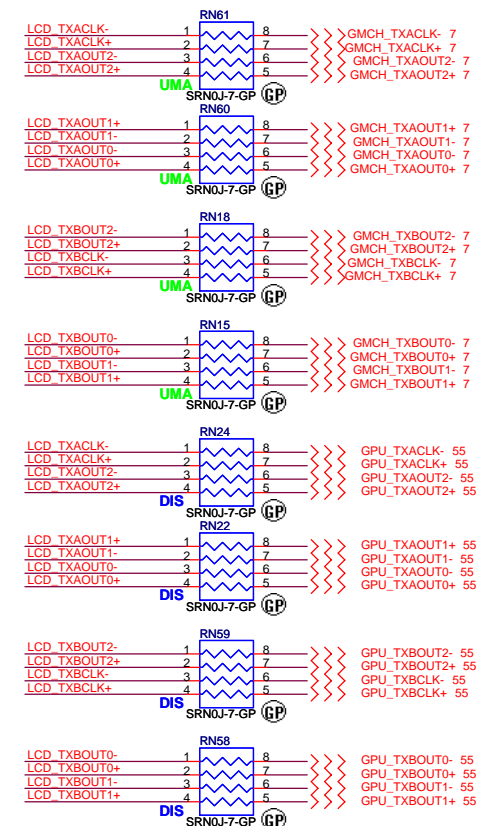 RN61
LCD_TXACLK- 1 8 GMCH_TXACLK- 7
LCD_TXACLK+ 2 7 GMCH_TXACLK+ 7
LCD_TXAOUT2- 3 6 GMCH_TXAOUT2- 7
LCD_TXAOUT2+ 4 5 GMCH_TXAOUT2+ 7
UMA
SRN0J-7-GP GP
RN60
LCD_TXAOUT1+ 1 8 GMCH_TXAOUT1+ 7
LCD_TXAOUT1- 2 7 GMCH_TXAOUT1- 7
LCD_TXAOUT0- 3 6 GMCH_TXAOUT0- 7
LCD_TXAOUT0+ 4 5 GMCH_TXAOUT0+ 7
UMA
SRN0J-7-GP GP
RN18
LCD_TXBOUT2- 1 8 GMCH_TXBOUT2- 7
LCD_TXBOUT2+ 2 7 GMCH_TXBOUT2+ 7
LCD_TXBCLK- 3 6 GMCH_TXBCLK- 7
LCD_TXBCLK+ 4 5 GMCH_TXBCLK+ 7
UMA
SRN0J-7-GP GP
RN15
LCD_TXBOUT0- 1 8 GMCH_TXBOUT0- 7
LCD_TXBOUT0+ 2 7 GMCH_TXBOUT0+ 7
LCD_TXBOUT1- 3 6 GMCH_TXBOUT1- 7
LCD_TXBOUT1+ 4 5 GMCH_TXBOUT1+ 7
UMA
SRN0J-7-GP GP
RN24
LCD_TXACLK- 1 8 GPU_TXACLK- 55
LCD_TXACLK+ 2 7 GPU_TXACLK+ 55
LCD_TXAOUT2- 3 6 GPU_TXAOUT2- 55
LCD_TXAOUT2+ 4 5 GPU_TXAOUT2+ 55
DIS
SRN0J-7-GP GP
RN22
LCD_TXAOUT1+ 1 8 GPU_TXAOUT1+ 55
LCD_TXAOUT1- 2 7 GPU_TXAOUT1- 55
LCD_TXAOUT0- 3 6 GPU_TXAOUT0- 55
LCD_TXAOUT0+ 4 5 GPU_TXAOUT0+ 55
DIS
SRN0J-7-GP GP
RN59
LCD_TXBOUT2- 1 8 GPU_TXBOUT2- 55
LCD_TXBOUT2+ 2 7 GPU_TXBOUT2+ 55
LCD_TXBCLK- 3 6 GPU_TXBCLK- 55
LCD_TXBCLK+ 4 5 GPU_TXBCLK+ 55
DIS
SRN0J-7-GP GP
RN58
LCD_TXBOUT0- 1 8 GPU_TXBOUT0- 55
LCD_TXBOUT0+ 2 7 GPU_TXBOUT0+ 55
LCD_TXBOUT1- 3 6 GPU_TXBOUT1- 55
LCD_TXBOUT1+ 4 5 GPU_TXBOUT1+ 55
DIS
SRN0J-7-GP GP